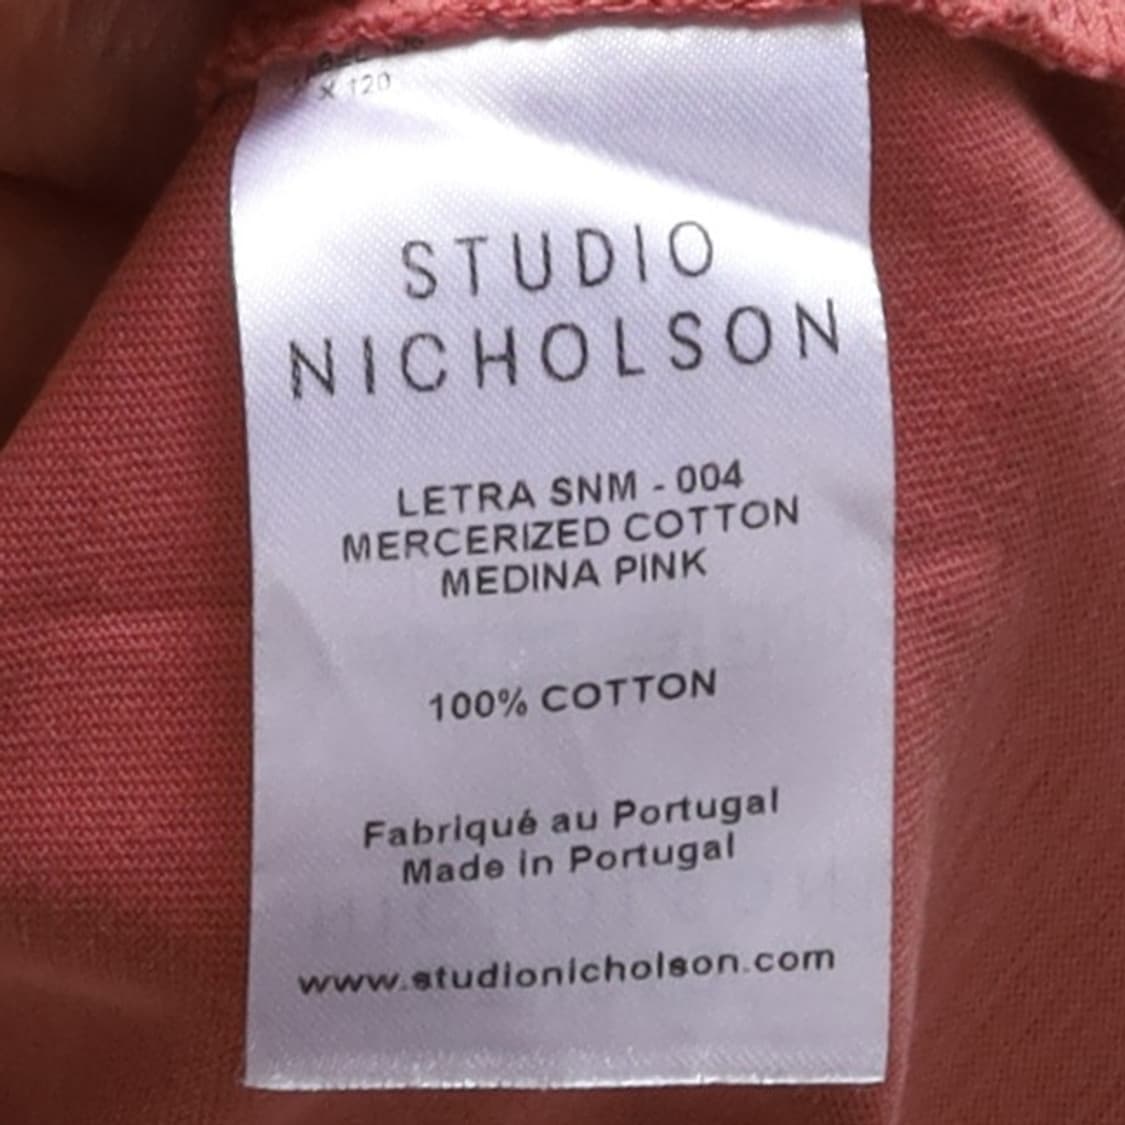 X 120
STUDIO
NICHOLSON
LETRA SNM - 004
MERCERIZED COTTON
MEDINA PINK
100% COTTON
Fabriqué au Portugal
Made in Portugal
www.studionicholson.com